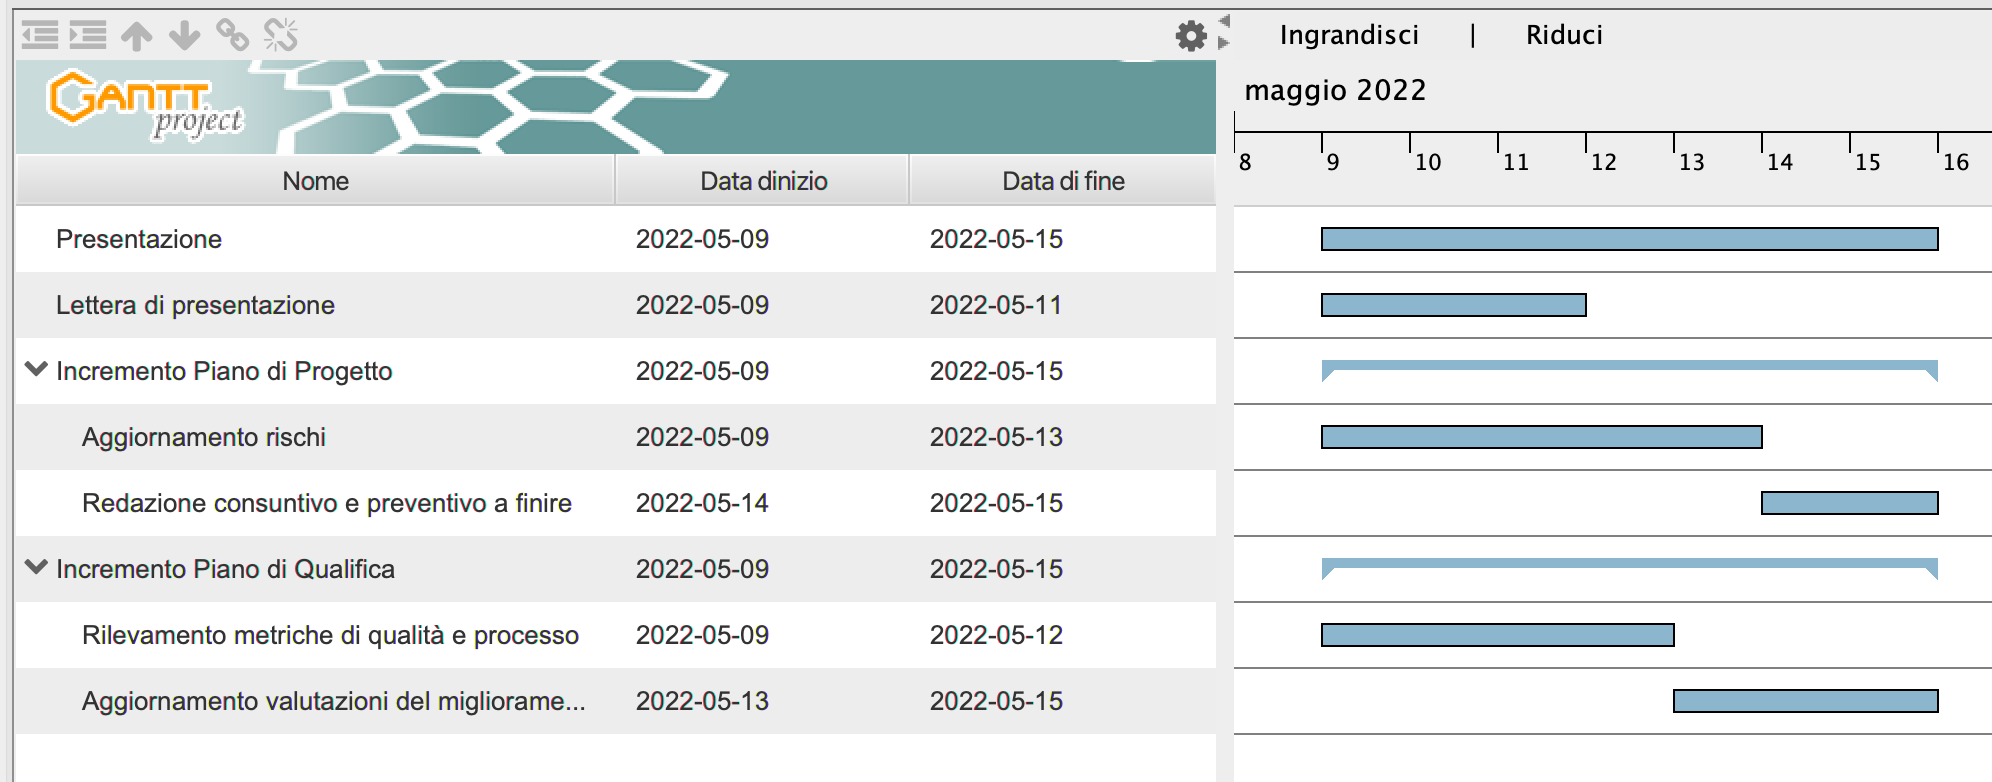 Ingrandisci | Riduci
GANTT
project
maggio 2022
8 9 10 11 12 13 14 15 16
Nome Data dinizio Data di fine
Presentazione 2022-05-09 2022-05-15
Lettera di presentazione 2022-05-09 2022-05-11
Incremento Piano di Progetto 2022-05-09 2022-05-15
Aggiornamento rischi 2022-05-09 2022-05-13
Redazione consuntivo e preventivo a finire 2022-05-14 2022-05-15
Incremento Piano di Qualifica 2022-05-09 2022-05-15
Rilevamento metriche di qualità e processo 2022-05-09 2022-05-12
Aggiornamento valutazioni del migliorame... 2022-05-13 2022-05-15